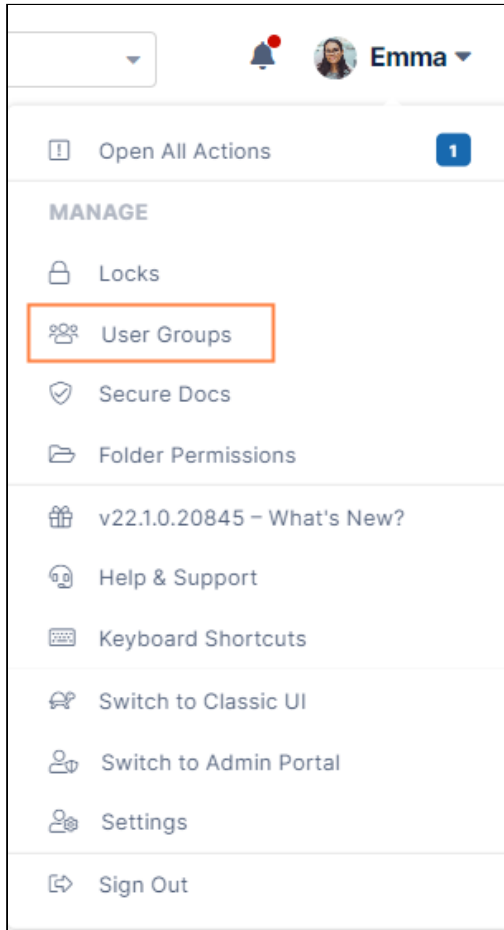 Emma
Open All Actions 1
MANAGE
Locks
User Groups
Secure Docs
Folder Permissions
v22.1.0.20845 – What's New?
Help & Support
Keyboard Shortcuts
Switch to Classic UI
Switch to Admin Portal
Settings
Sign Out